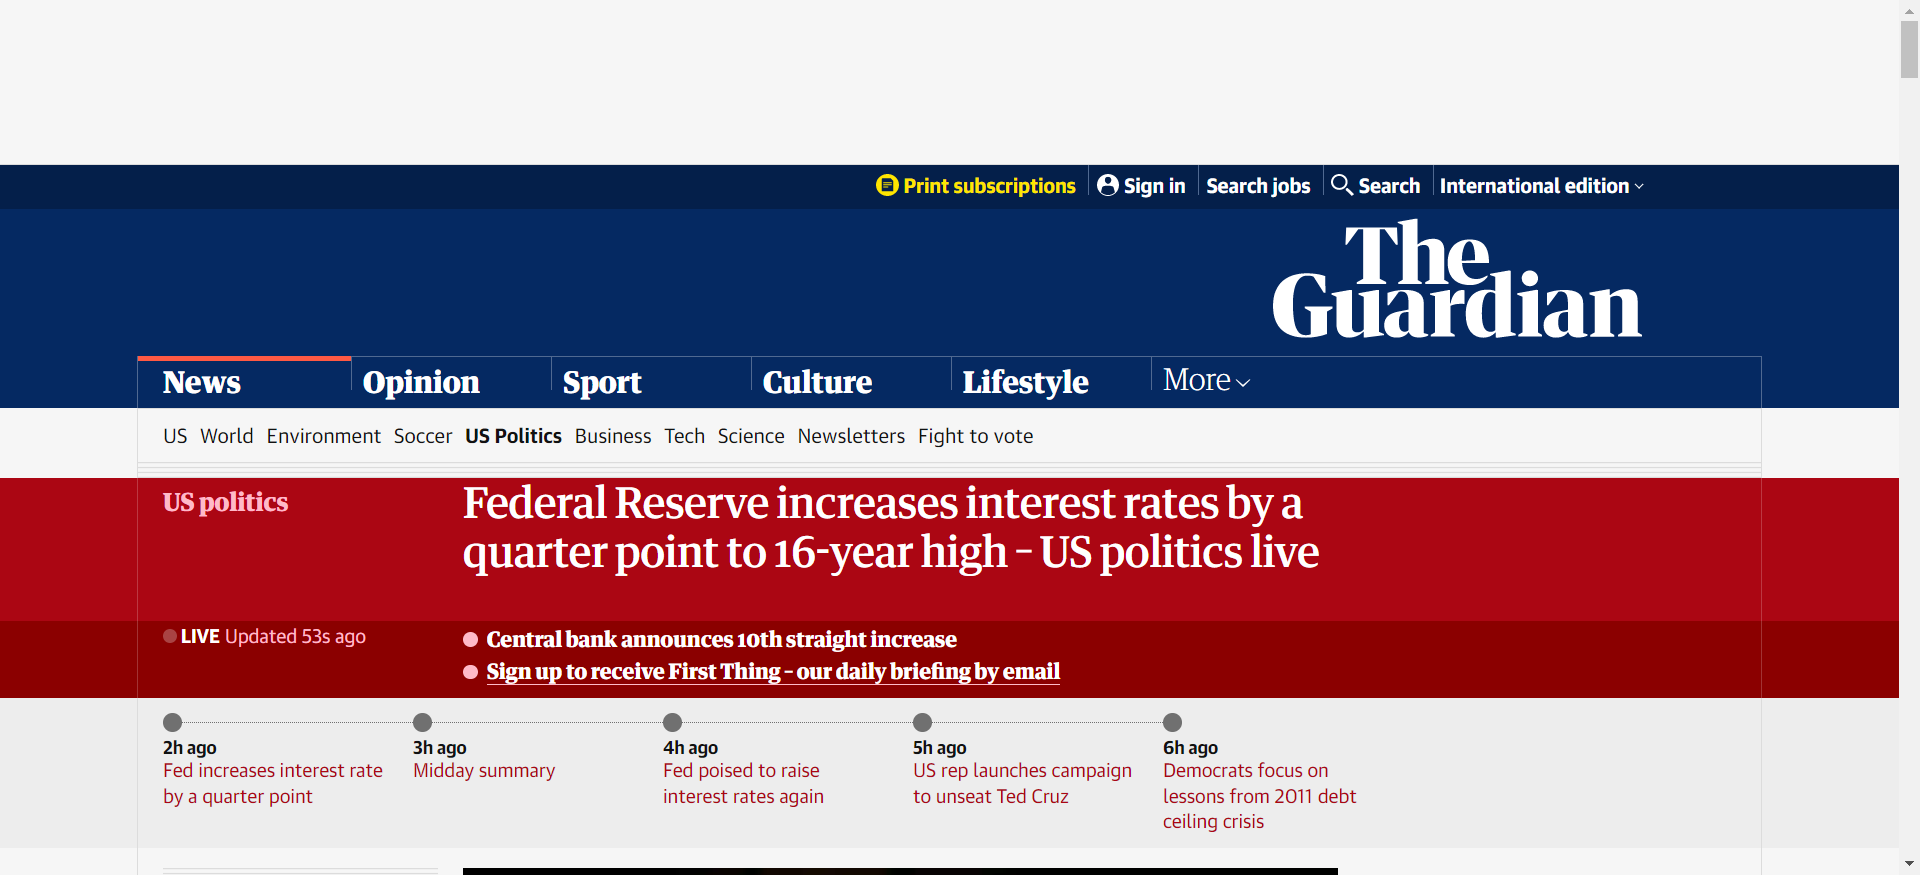 Print subscriptions Sign in Search jobs Search International edition
The
Guardian
News Opinion Sport Culture Lifestyle More
US World Environment Soccer US Politics Business Tech Science Newsletters Fight to vote
US politics
Federal Reserve increases interest rates by a
quarter point to 16-year high – US politics live
LIVE Updated 53s ago
Central bank announces 10th straight increase
Sign up to receive First Thing – our daily briefing by email
2h ago
Fed increases interest rate
by a quarter point
3h ago
Midday summary
4h ago
Fed poised to raise
interest rates again
5h ago
US rep launches campaign
to unseat Ted Cruz
6h ago
Democrats focus on
lessons from 2011 debt
ceiling crisis